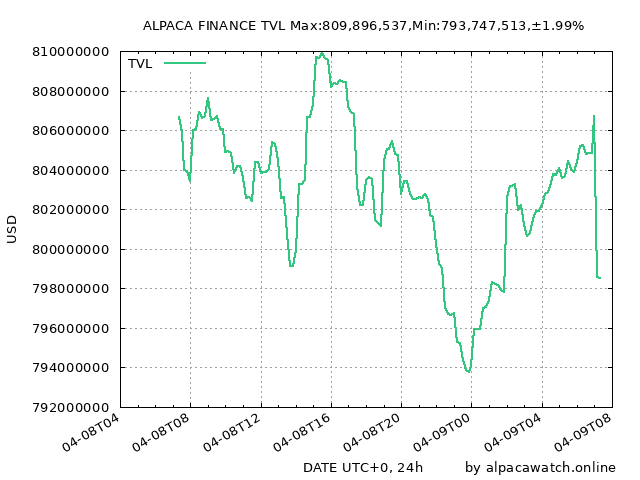 ALPACA FINANCE TVL Max:809,896,537,Min:793,747,513,±1.99%
TVL
810000000
808000000
806000000
804000000
802000000
800000000
798000000
796000000
794000000
792000000
USD
04-08T04
04-08T08
04-08T12
04-08T16
04-08T20
04-09T00
04-09T04
04-09T08
DATE UTC+0, 24h
by alpacawatch.online